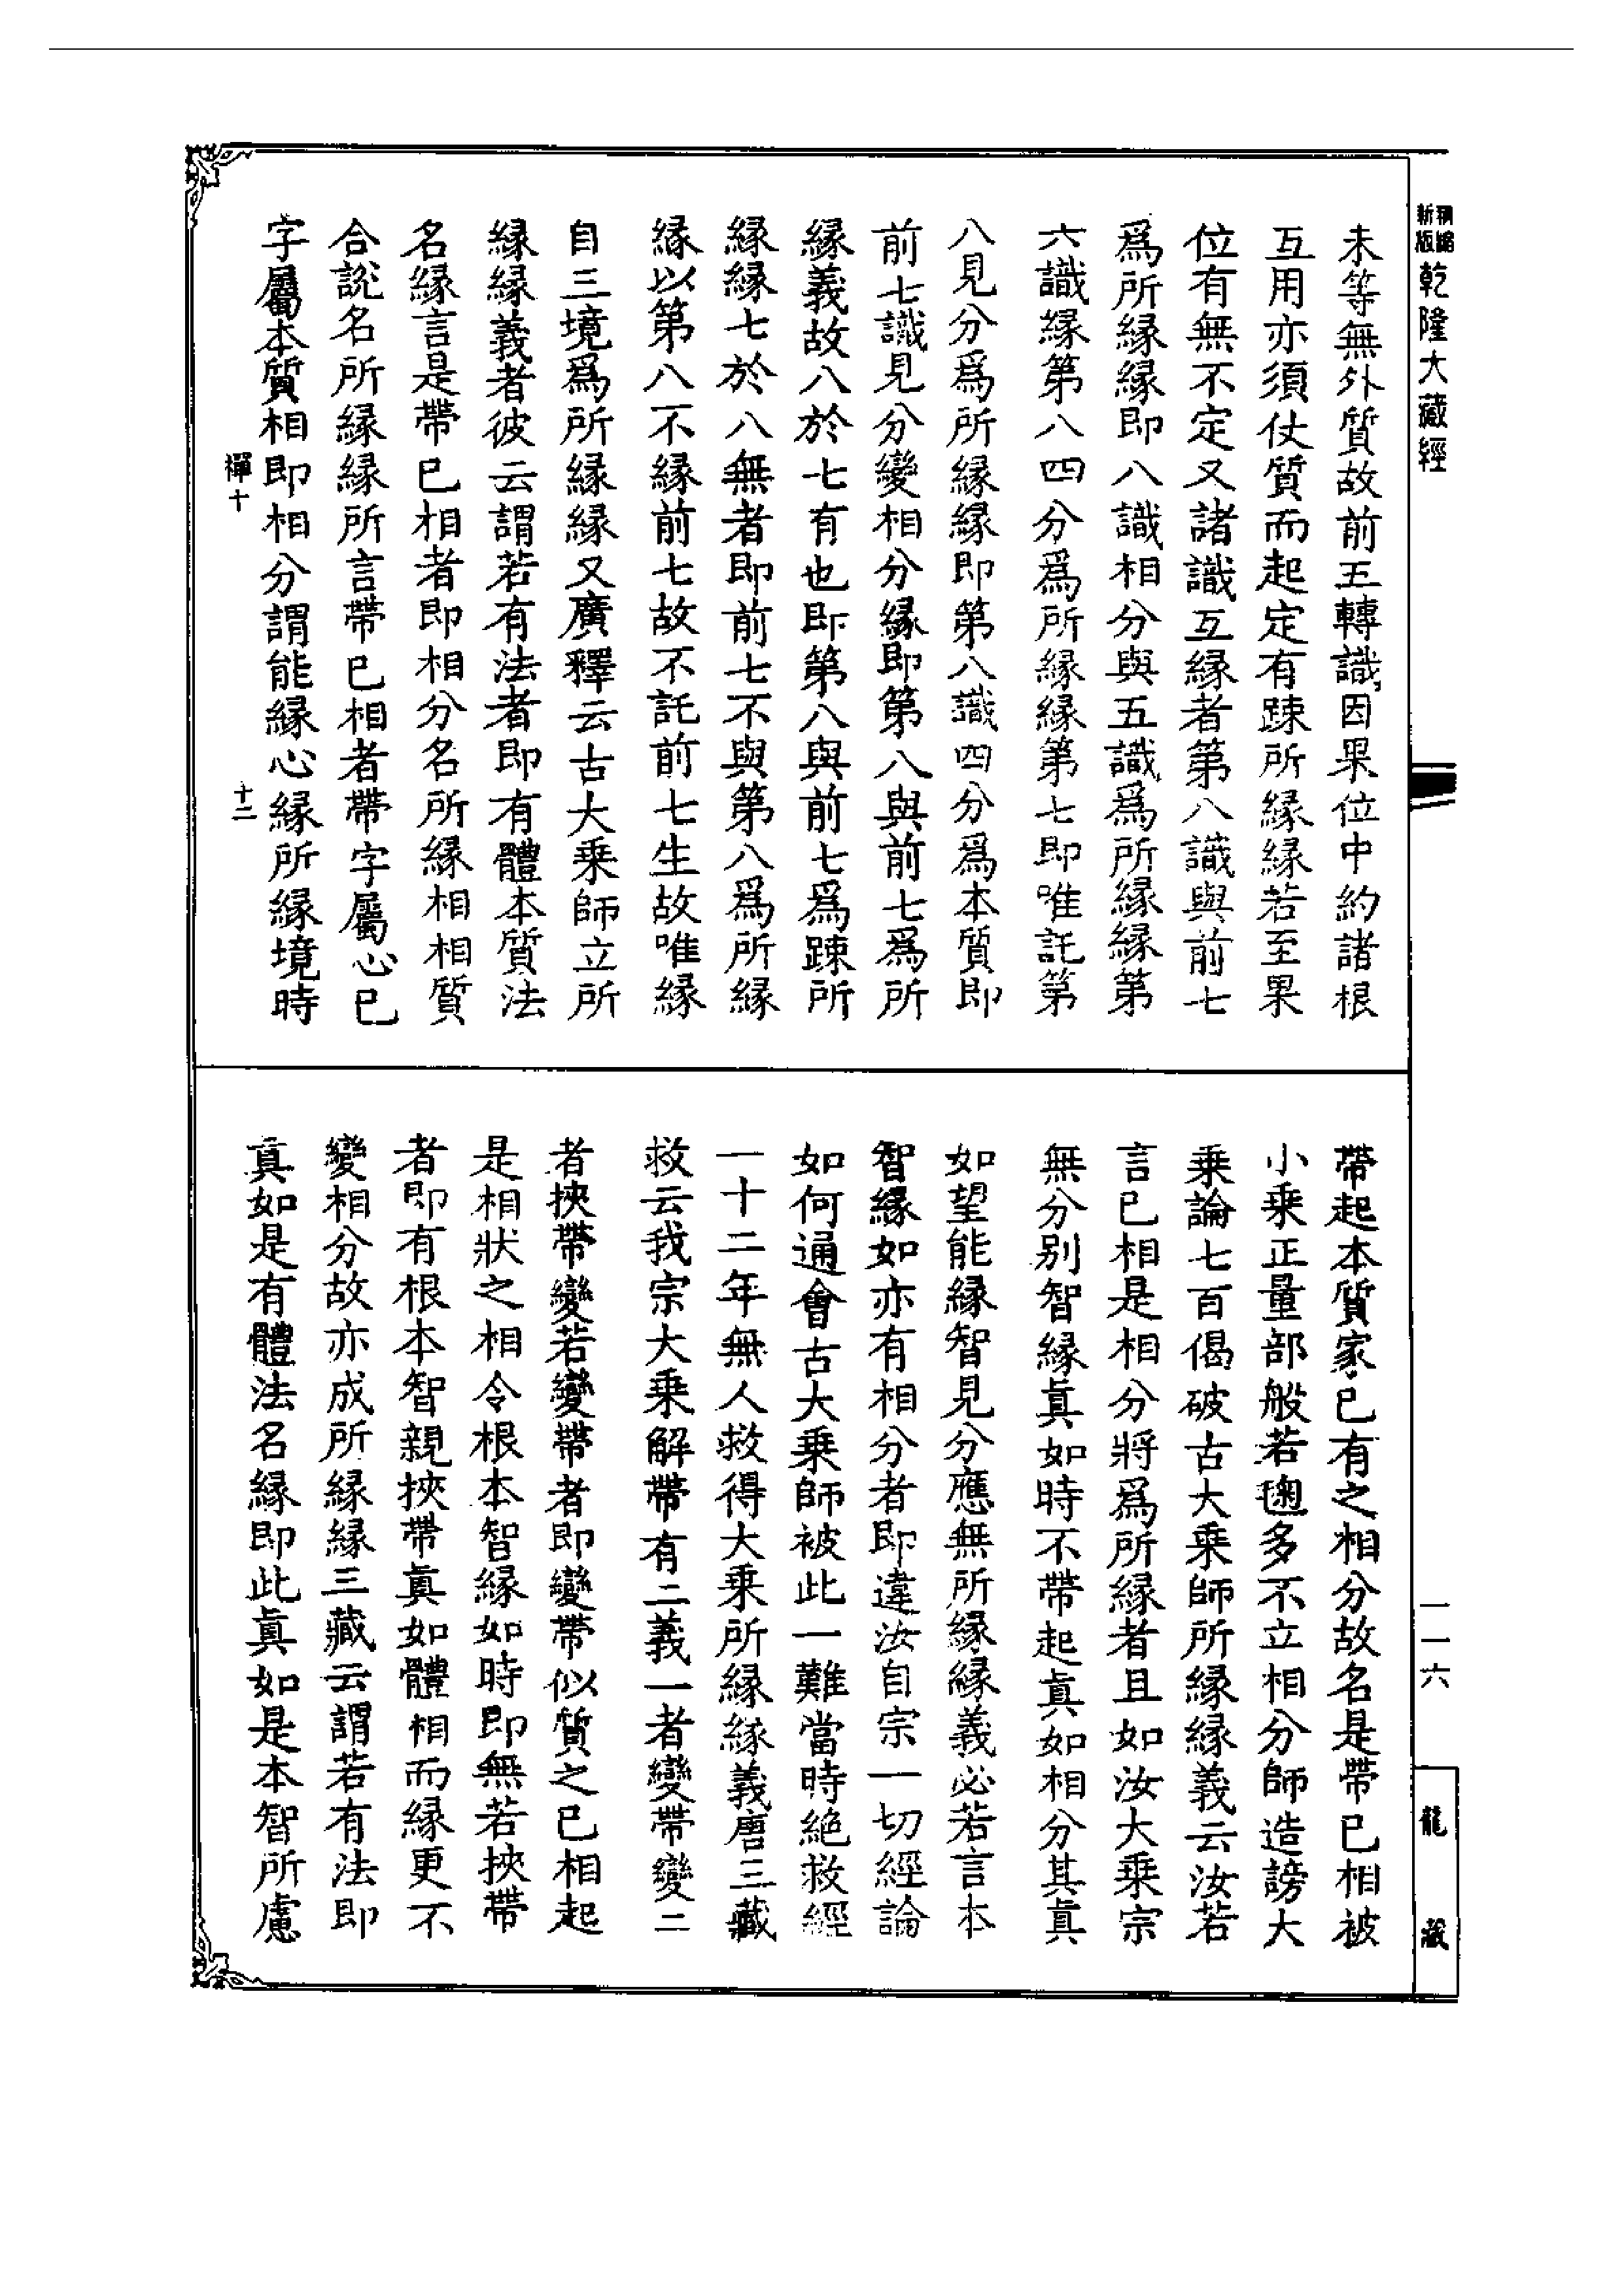 新版
乾隆大藏經
一一六
龍藏
未等無外質故前五轉識因果位中約諸根
互用亦須仗質而起定有踈所緣緣若至果
位有無不定又諸識互緣者第八識與前七
爲所緣緣即八識相分與五識爲所緣緣第
六識緣第八四分爲所緣緣第七即唯託第
八見分爲所緣緣即第八識四分爲本質即
前七識見分變相分緣即第八與前七爲所
緣義故八於七有也即第八與前七爲踈所
緣緣七於八無者即前七不與第八爲所緣
緣以第八不緣前七故不託前七生故唯緣
自三境爲所緣緣又廣釋云古大乘師立所
緣緣義者彼云謂若有法者即有體本質法
名緣言是帶已相者即相分名所緣相相質
合說名所緣緣所言帶已相者帶字屬心已
字屬本質相即相分謂能緣心緣所緣境時
禪十
十二
帶起本質家已有之相分故名是帶已相被
小乘正量部般若毱多不立相分師造謗大
乘論七百偈破古大乘師所緣緣義云汝若
言已相是相分將爲所緣者且如汝大乘宗
無分別智緣真如時不帶起真如相分其真
如望能緣智見分應無所緣緣義必若言本
智緣如亦有相分者即違汝自宗一切經論
如何通會古大乘師被此一難當時絕救經
一十二年無人救得大乘所緣緣義唐三藏
救云我宗大乘解帶有二義一者變帶變二
者挾帶變若變帶者即變帶似質之已相起
是相狀之相令根本智緣如時即無若挾帶
者即有根本智親挾帶真如體相而緣更不
變相分故亦成所緣緣三藏云謂若有法即
真如是有體法名緣即此真如是本智所慮